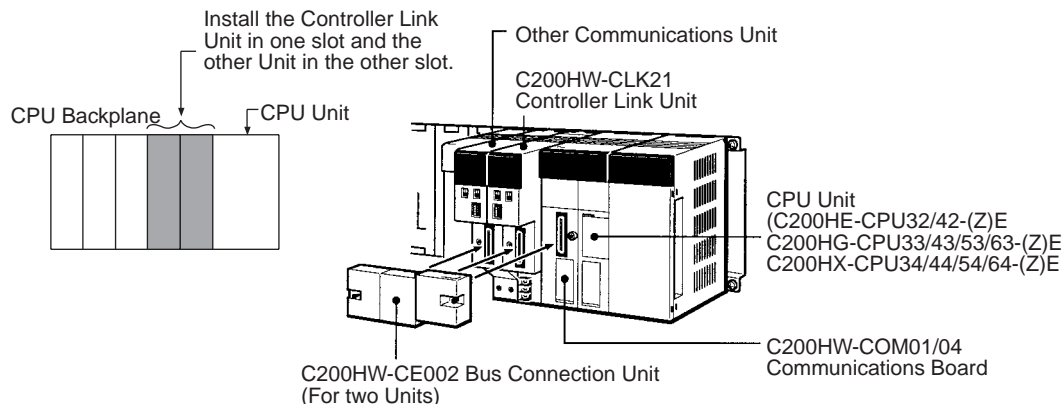 Install the Controller Link
Unit in one slot and the
other Unit in the other slot.
CPU Backplane
CPU Unit
Other Communications Unit
C200HW-CLK21
Controller Link Unit
CPU Unit
(C200HE-CPU32/42-(Z)E
C200HG-CPU33/43/53/63-(Z)E
C200HX-CPU34/44/54/64-(Z)E
C200HW-COM01/04
Communications Board
C200HW-CE002 Bus Connection Unit
(For two Units)